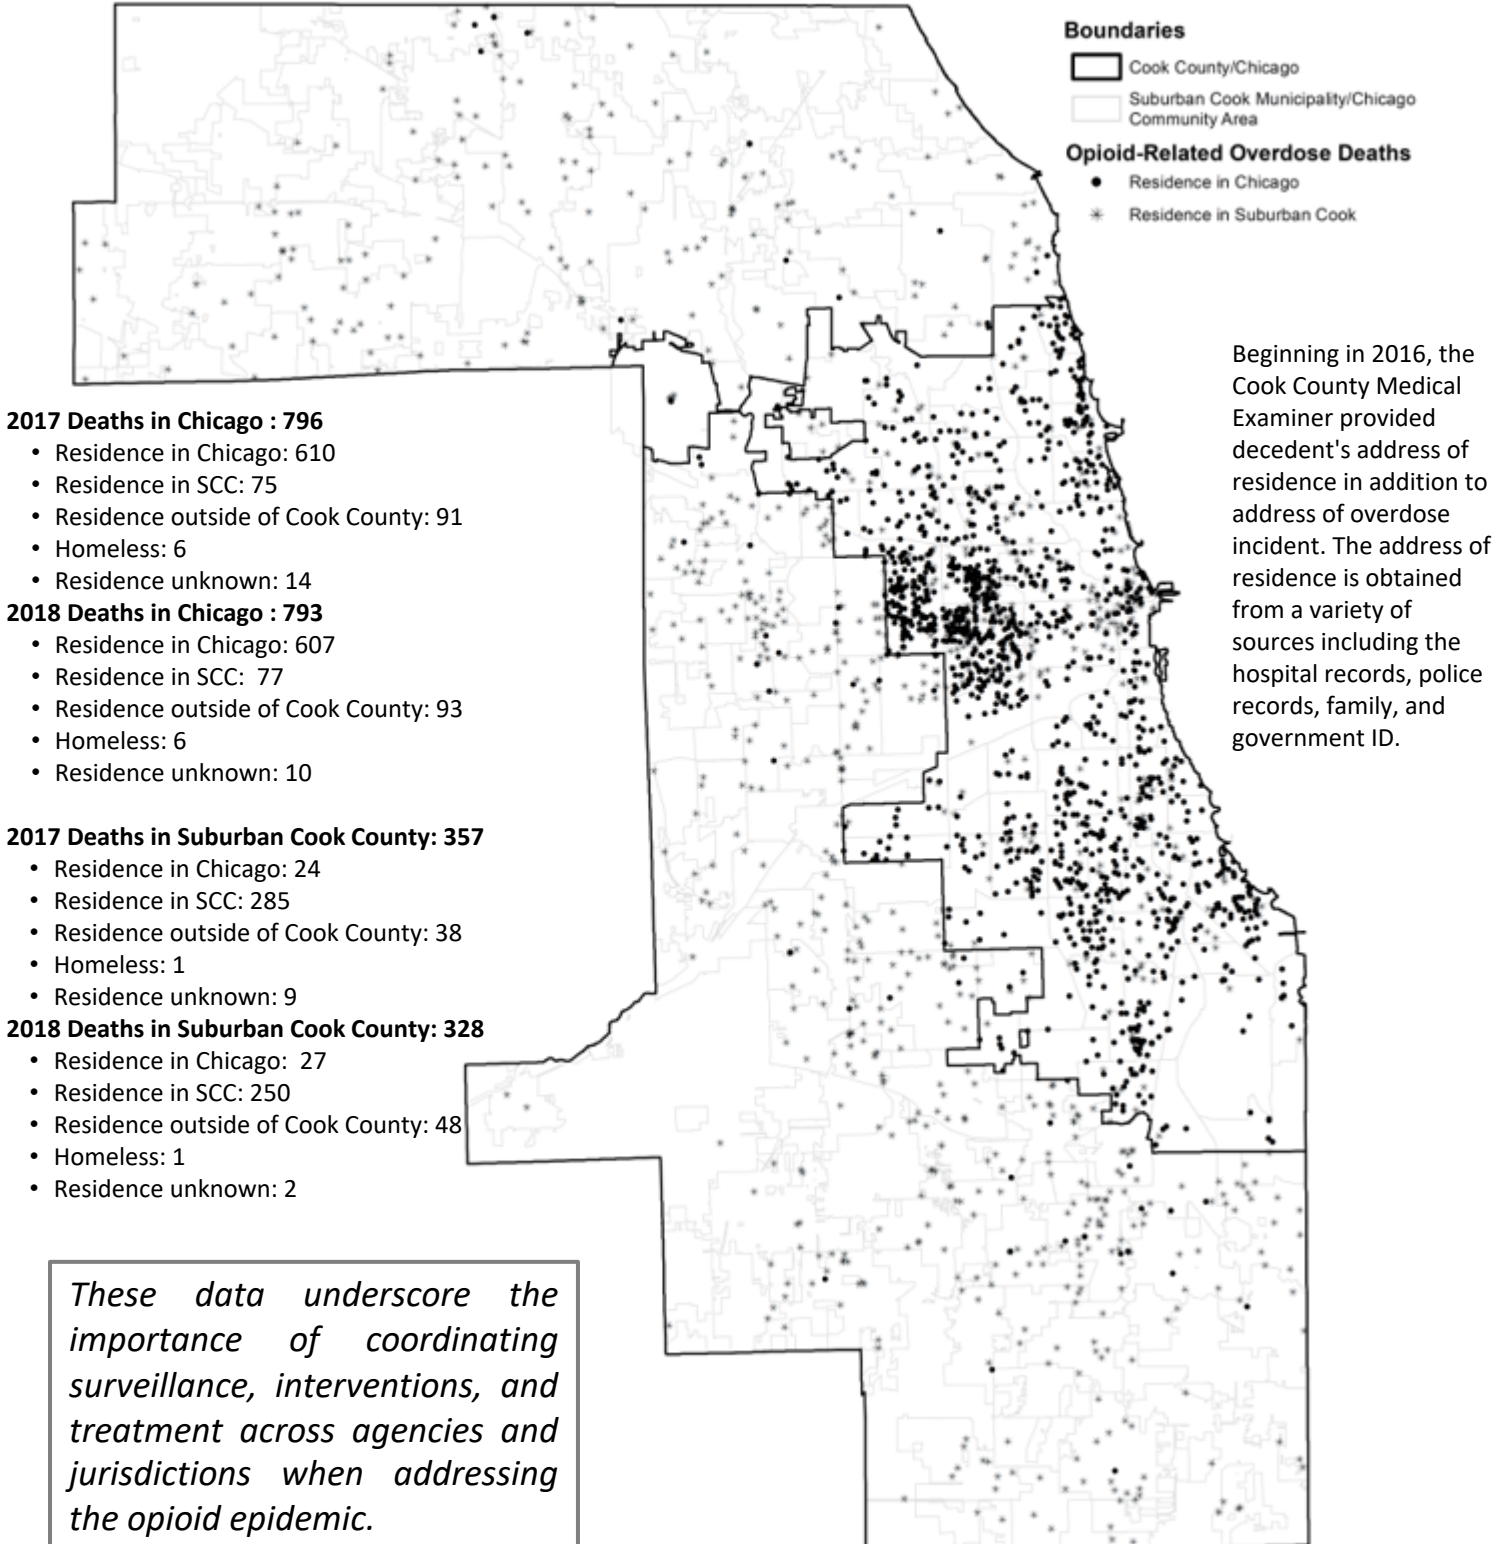 Boundaries
Cook County/Chicago
Suburban Cook Municipality/Chicago
Community Area
Opioid-Related Overdose Deaths
Residence in Chicago
Residence in Suburban Cook
Beginning in 2016, the
Cook County Medical
Examiner provided
decedent's address of
residence in addition to
address of overdose
incident. The address of
residence is obtained
from a variety of
sources including the
hospital records, police
records, family, and
government ID.
2017 Deaths in Chicago : 796
• Residence in Chicago: 610
• Residence in SCC: 75
• Residence outside of Cook County: 91
• Homeless: 6
• Residence unknown: 14
2018 Deaths in Chicago : 793
• Residence in Chicago: 607
• Residence in SCC: 77
• Residence outside of Cook County: 93
• Homeless: 6
• Residence unknown: 10
2017 Deaths in Suburban Cook County: 357
• Residence in Chicago: 24
• Residence in SCC: 285
• Residence outside of Cook County: 38
• Homeless: 1
• Residence unknown: 9
2018 Deaths in Suburban Cook County: 328
• Residence in Chicago: 27
• Residence in SCC: 250
• Residence outside of Cook County: 48
• Homeless: 1
• Residence unknown: 2
These data underscore the
importance of coordinating
surveillance, interventions, and
treatment across agencies and
jurisdictions when addressing
the opioid epidemic.